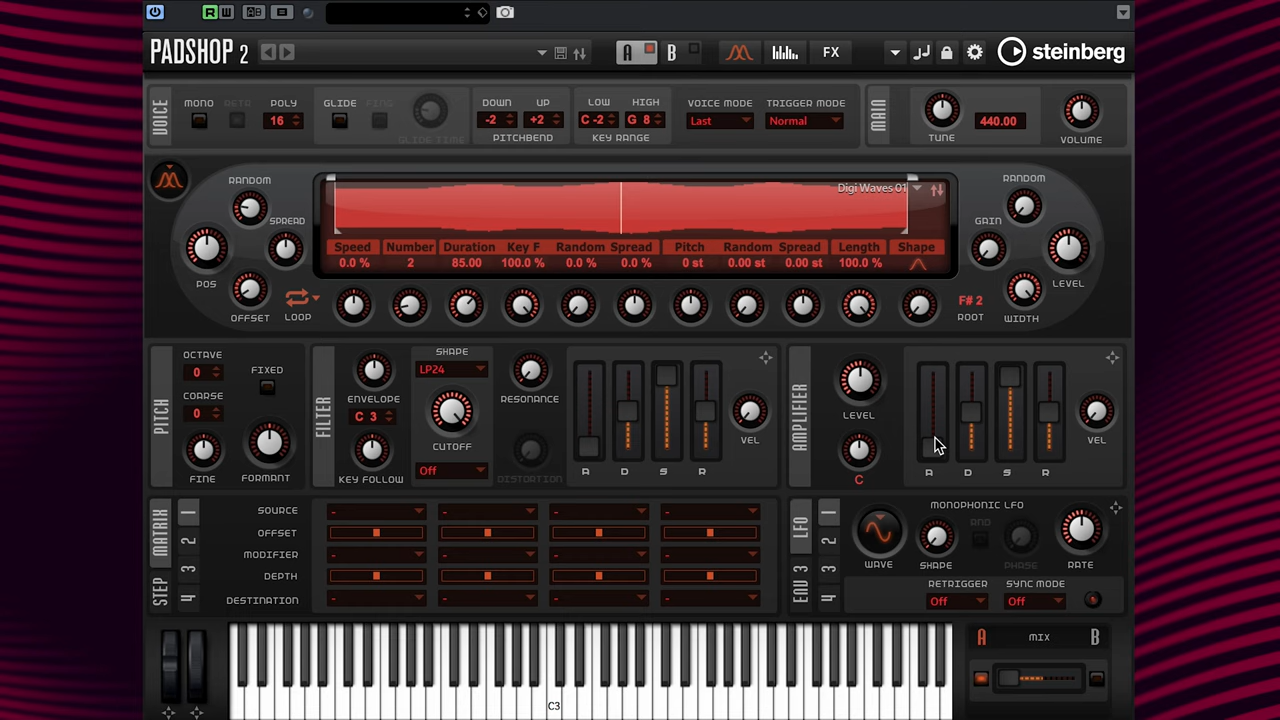 R W
PADSHOP 2 A B FX steinberg
VOICE MONO RETR POLY GLIDE FING GLIDE TIME DOWN UP LOW HIGH VOICE MODE TRIGGER MODE MAIN TUNE 440.00 VOLUME
16 -2 +2 C -2 G 8 Last Normal
PITCHBEND KEY RANGE
RANDOM SPREAD POS OFFSET LOOP
Digi Waves 01
Speed Number Duration Key F Random Spread Pitch Random Spread Length Shape
0.0 % 2 85.00 100.0 % 0.0 % 0.0 % 0 st 0.00 st 0.00 st 100.0 %
RANDOM GAIN LEVEL WIDTH
F# 2
ROOT
PITCH
OCTAVE
0
FIXED
COARSE
0
FINE FORMANT
FILTER
ENVELOPE
C 3
KEY FOLLOW
SHAPE
LP24
CUTOFF
Off
RESONANCE
DISTORTION
A D S R
VEL
AMPLIFIER
LEVEL
C
A D S R
VEL
MATRIX
STEP
1
2
3
4
SOURCE - - - -
OFFSET
MODIFIER - - - -
DEPTH
DESTINATION - - - -
LFO
ENV 3
1
2
3
4
MONOPHONIC LFO
WAVE SHAPE RND PHASE RATE
RETRIGGER SYNC MODE
Off Off
C3
A MIX B